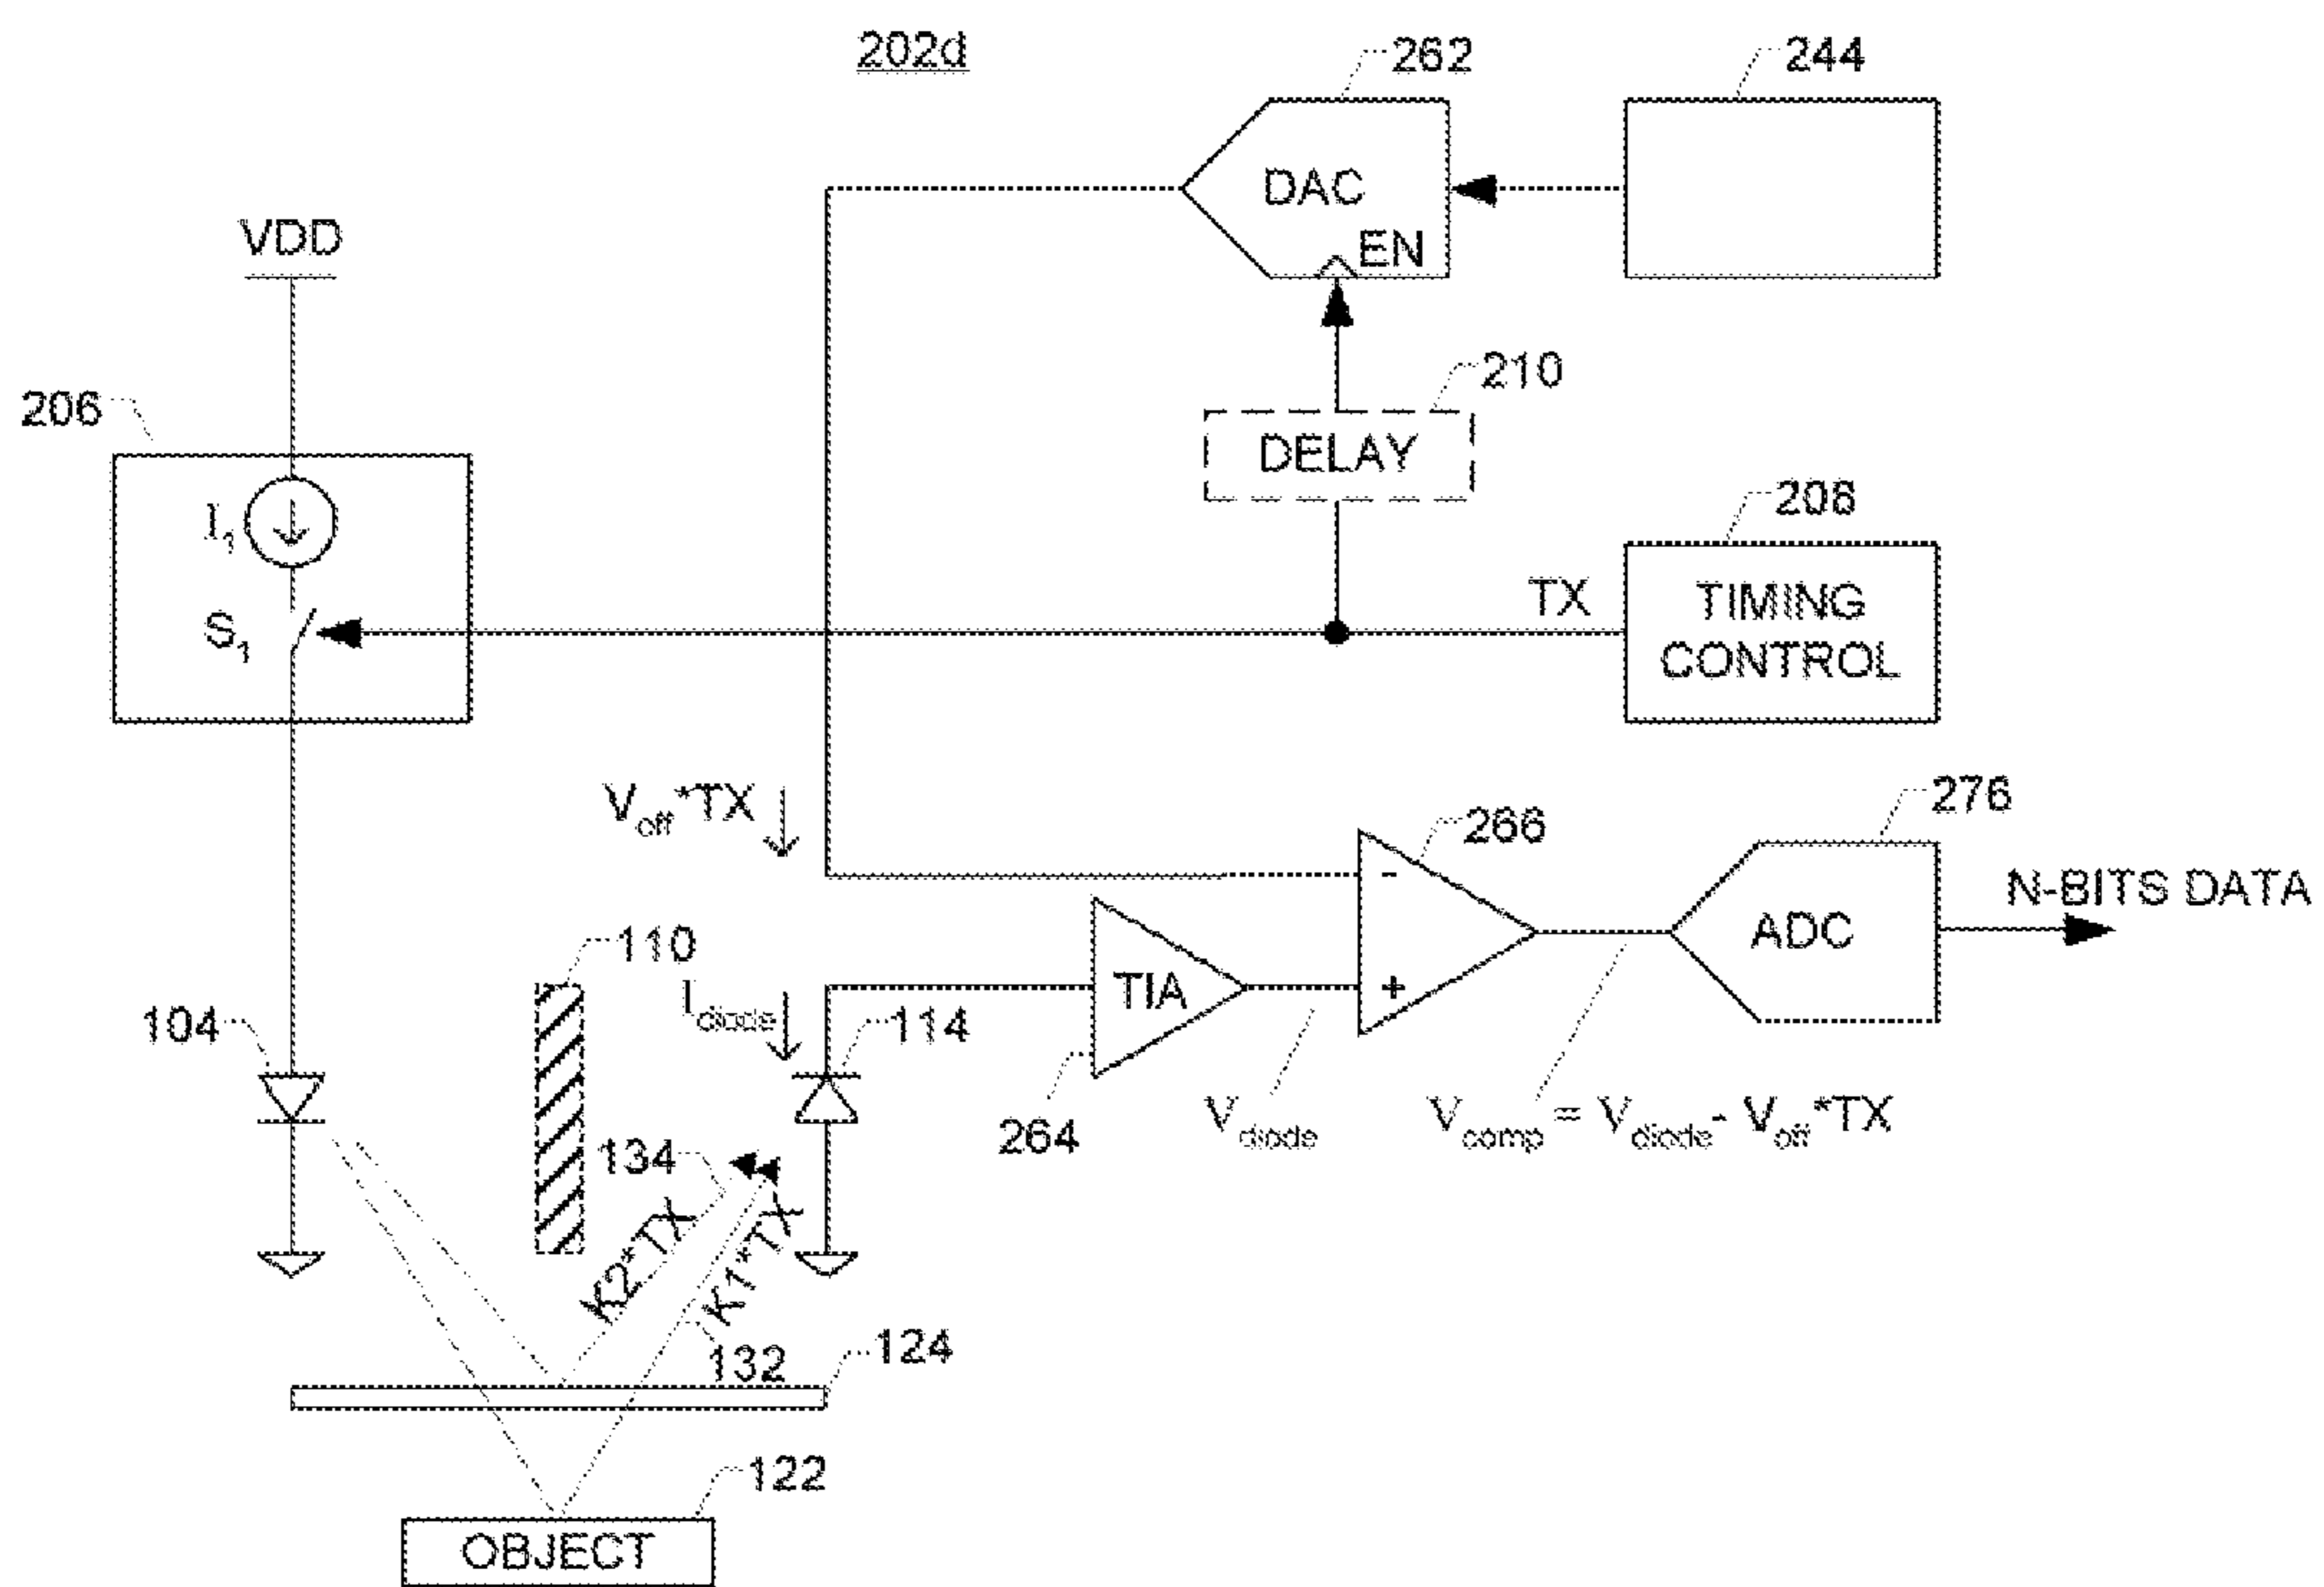 202d
262
244
DAC
EN
VDD
210
DELAY
206
206
I1
S1
TX
TIMING
CONTROL
Voff*TX
266
276
N-BITS DATA
ADC
110
Idiode
TIA
104
114
264
Vdiode
Vcomp = Vdiode- Voff*TX
134
K2*TX
K1*TX
132
124
122
OBJECT